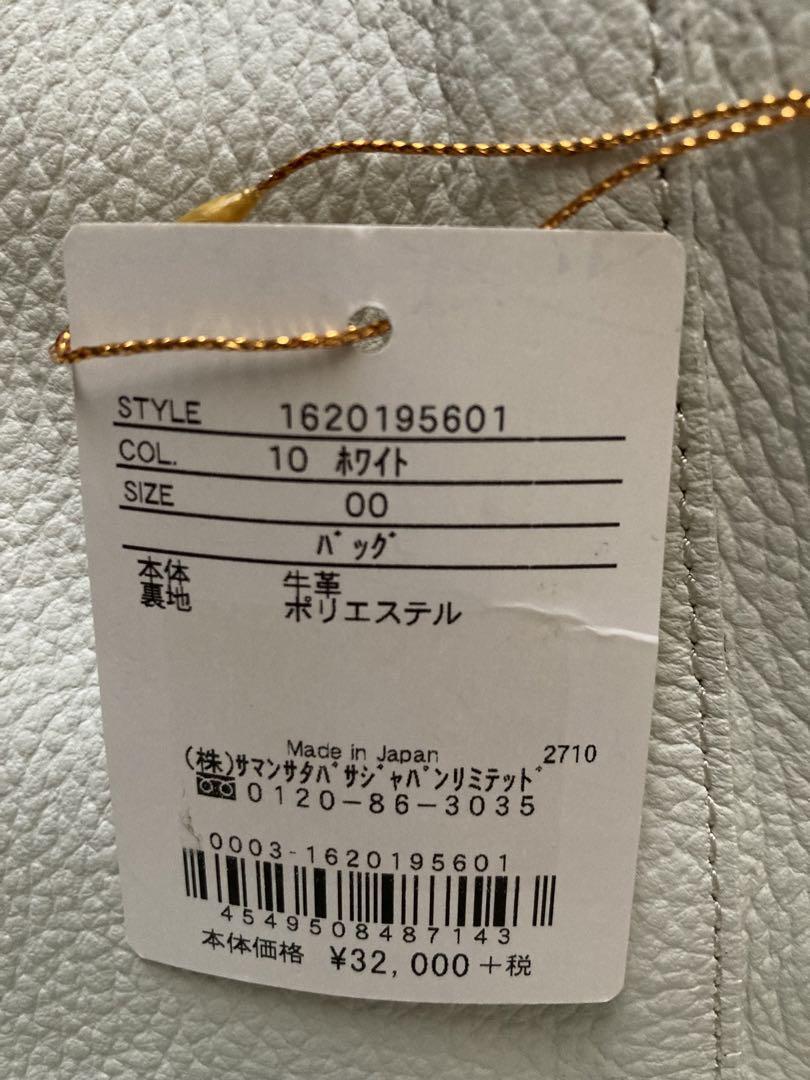 STYLE 1620195601
COL. 10 ﾎﾜｲﾄ
SIZE 00
ﾊﾞｯｸﾞ
本体 牛革
裏地 ポリエステル
Made in Japan 2710
(株)ｻﾏﾝｻﾀﾊﾞｻｼﾞｬﾊﾟﾝﾘﾐﾃｯﾄﾞ
0120-86-3035
0003-1620195601
4549508487143
本体価格 ¥32,000+税